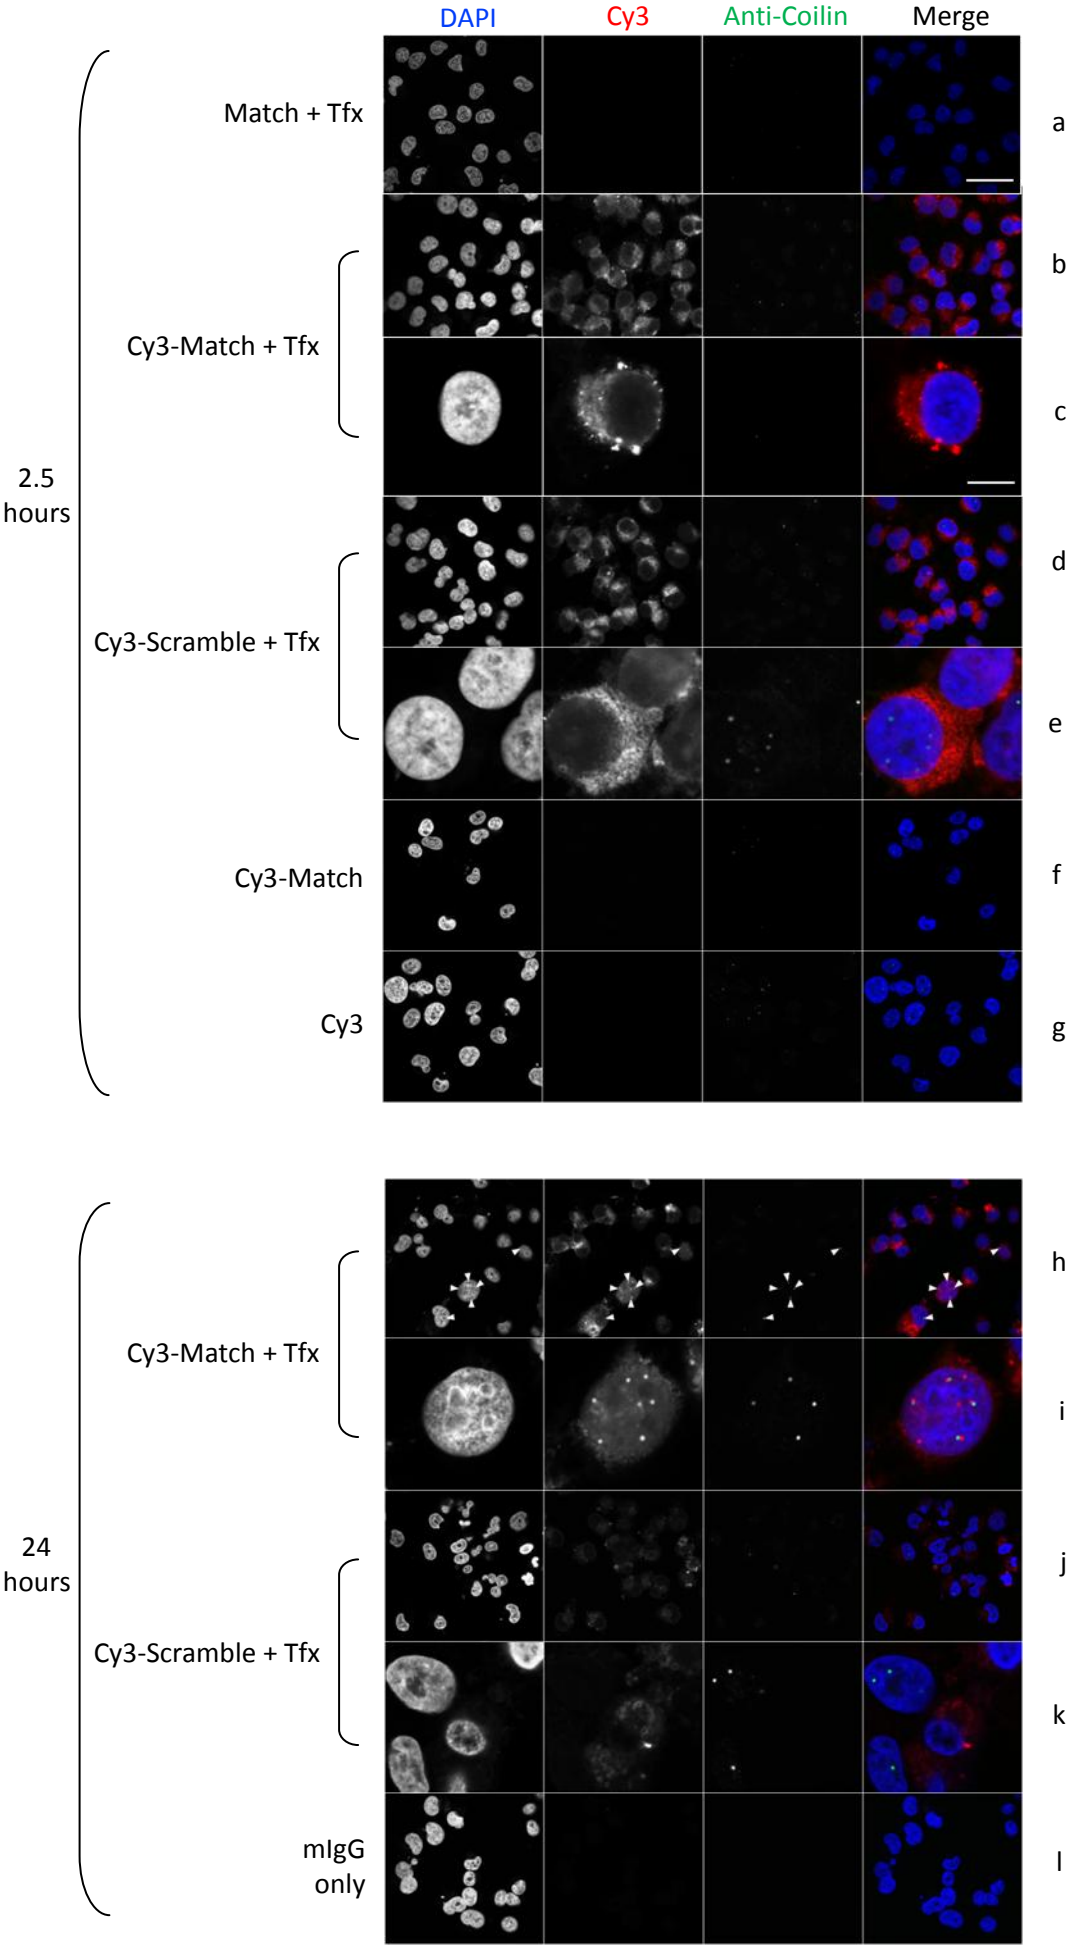 DAPI Cy3 Anti-Coilin Merge
Match + Tfx a
b
Cy3-Match + Tfx
c
2.5
hours
d
Cy3-Scramble + Tfx
e
Cy3-Match f
Cy3 g
h
Cy3-Match + Tfx
i
24
hours
j
Cy3-Scramble + Tfx
k
mIgG
only
l